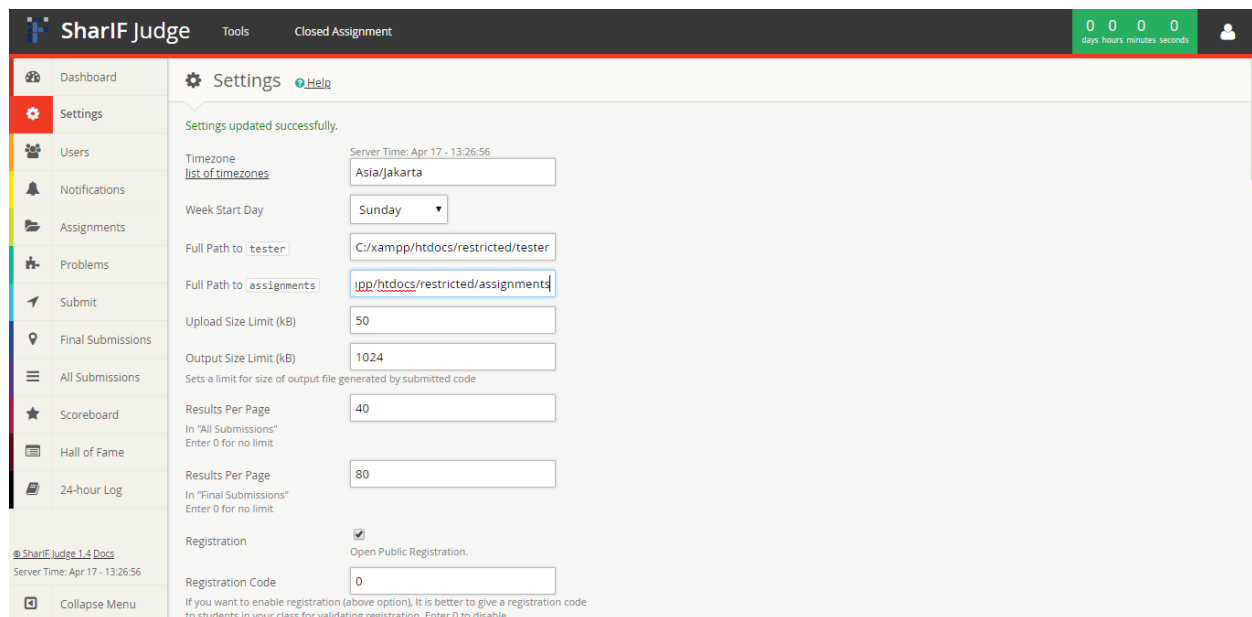 SharIF Judge Tools Closed Assignment 0 0 0 0
days hours minutes seconds
Dashboard
Settings
Users
Notifications
Assignments
Problems
Submit
Final Submissions
All Submissions
Scoreboard
Hall of Fame
24-hour Log
© SharIF Judge 1.4 Docs
Server Time: Apr 17 - 13:26:56
Collapse Menu
Settings Help
Settings updated successfully.
Server Time: Apr 17 - 13:26:56
Timezone
list of timezones
Asia/Jakarta
Week Start Day Sunday
Full Path to tester C:/xampp/htdocs/restricted/tester
Full Path to assignments pp/htdocs/restricted/assignments
Upload Size Limit (kB) 50
Output Size Limit (kB) 1024
Sets a limit for size of output file generated by submitted code
Results Per Page 40
In "All Submissions"
Enter 0 for no limit
Results Per Page 80
In "Final Submissions"
Enter 0 for no limit
Registration
Open Public Registration.
Registration Code 0
If you want to enable registration (above option), It is better to give a registration code
to students in your class for validating registration. Enter 0 to disable.